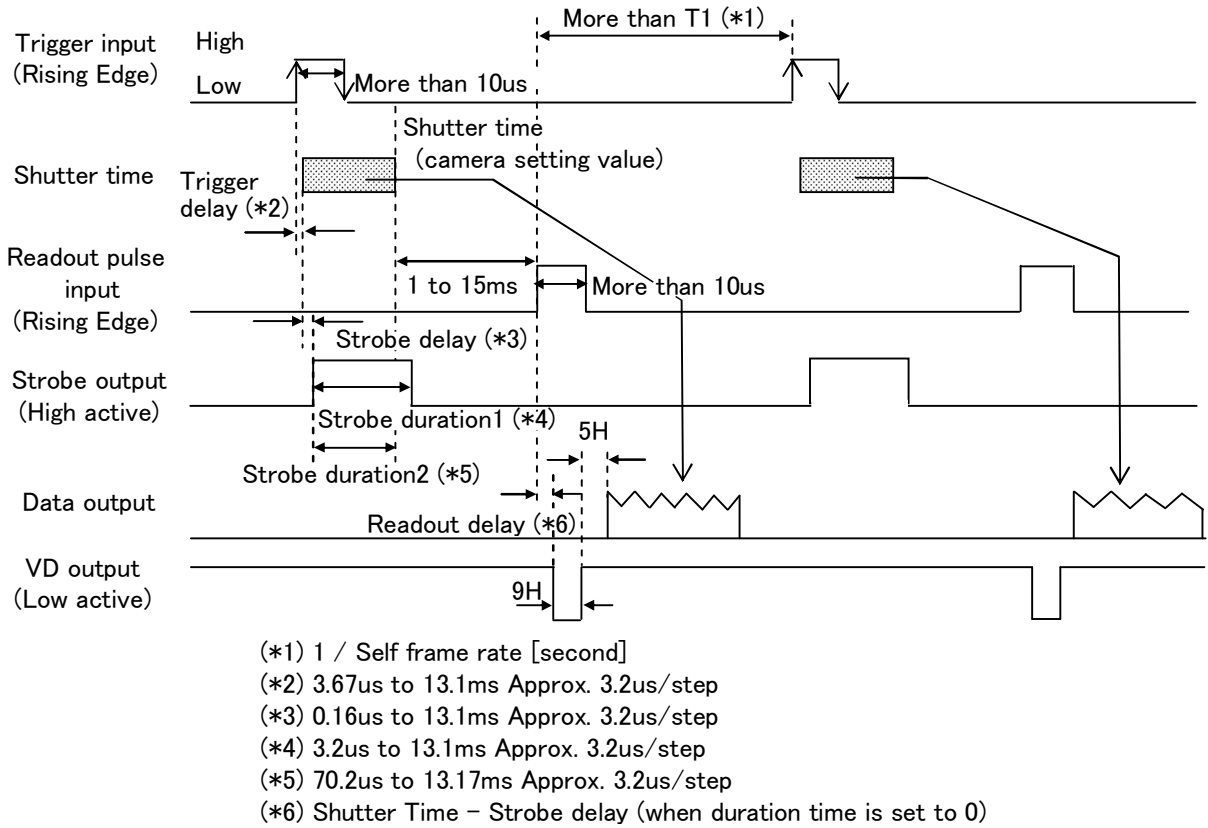 More than T1 (*1)
Trigger input
(Rising Edge)
High
Low
More than 10us
Shutter time
(camera setting value)
Shutter time
Trigger
delay (*2)
Readout pulse
input
(Rising Edge)
1 to 15ms
More than 10us
Strobe delay (*3)
Strobe output
(High active)
Strobe duration1 (*4)
5H
Strobe duration2 (*5)
Data output
Readout delay (*6)
VD output
(Low active)
9H
(*1) 1 / Self frame rate [second]
(*2) 3.67us to 13.1ms Approx. 3.2us/step
(*3) 0.16us to 13.1ms Approx. 3.2us/step
(*4) 3.2us to 13.1ms Approx. 3.2us/step
(*5) 70.2us to 13.17ms Approx. 3.2us/step
(*6) Shutter Time - Strobe delay (when duration time is set to 0)